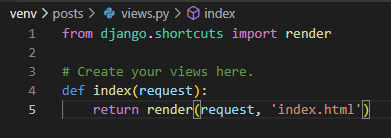 venv > posts > views.py > index
1 from django.shortcuts import render
2
3 # Create your views here.
4 def index(request):
5     return render(request, 'index.html')